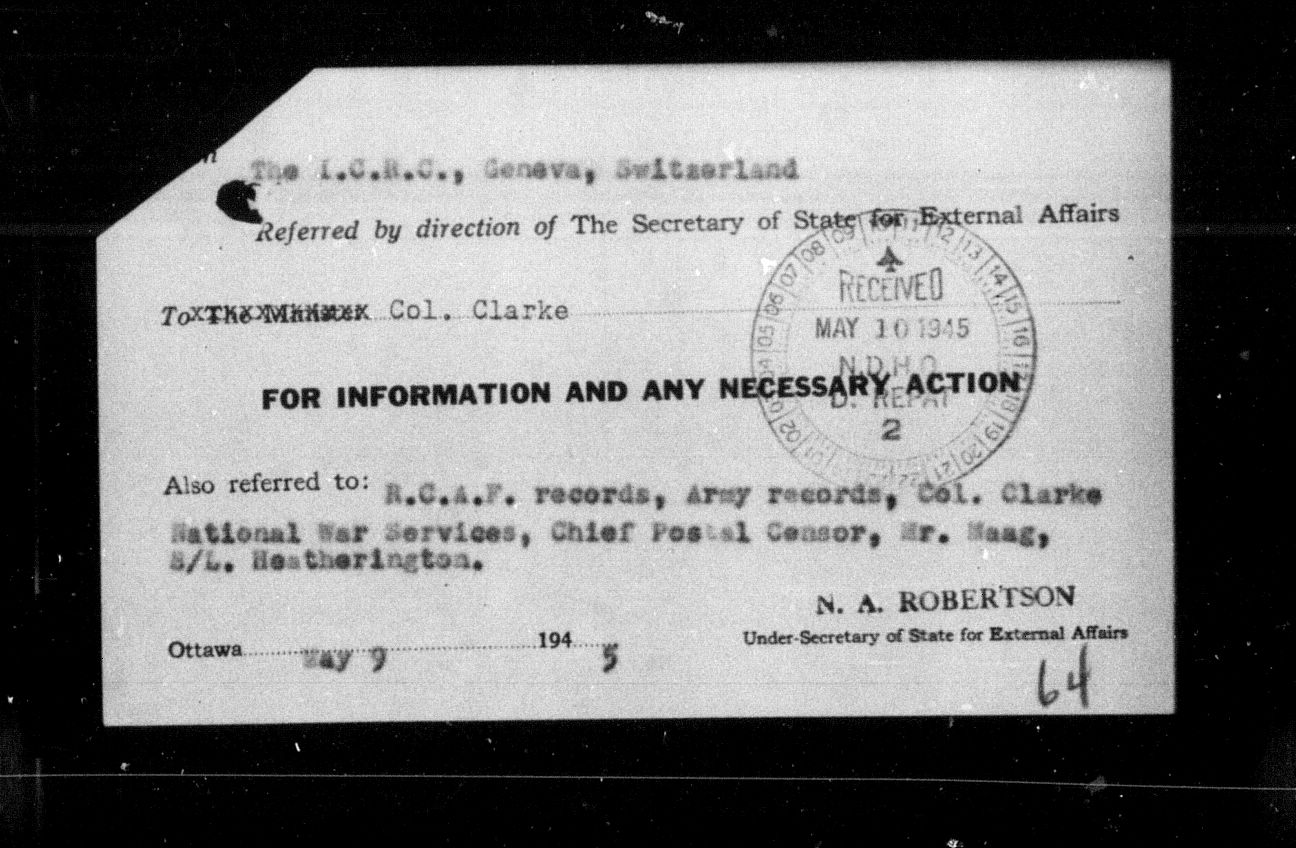 The I.C.R.C., Geneva, Switzerland
Referred by direction of The Secretary of State for External Affairs
To The Minister Col. Clarke
RECEIVED
MAY 10 1945
N.D.H.Q.
D. REPAT
2
FOR INFORMATION AND ANY NECESSARY ACTION
Also referred to: R.C.A.F. records, Army records, Col. Clarke
National War Services, Chief Postal Censor, Mr. Maag,
S/L. Heatherington.
N. A. ROBERTSON
Ottawa May 9 1945 Under-Secretary of State for External Affairs
64